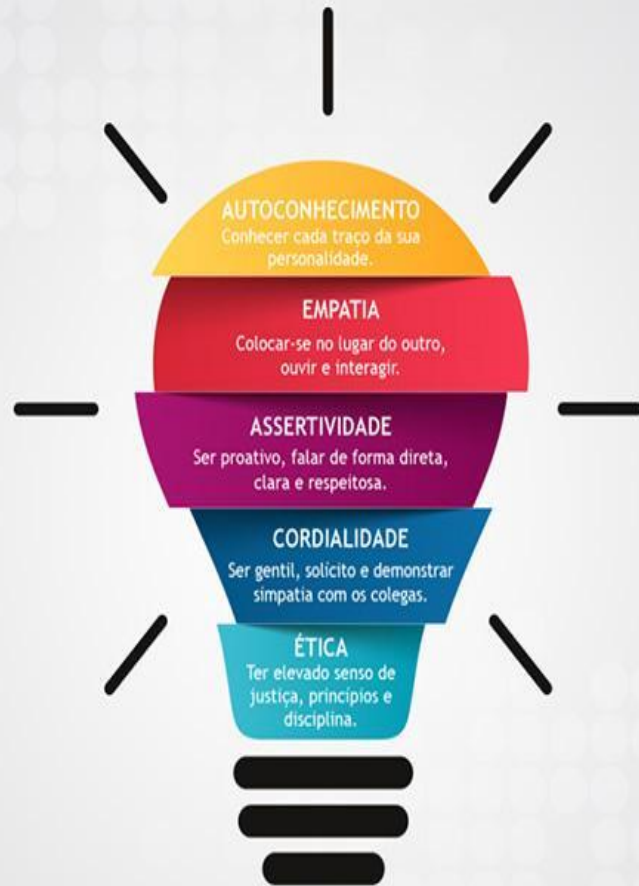 AUTOCONHECIMENTO
Conhecer cada traço da sua
personalidade.
EMPATIA
Colocar-se no lugar do outro,
ouvir e interagir.
ASSERTIVIDADE
Ser proativo, falar de forma direta,
clara e respeitosa.
CORDIALIDADE
Ser gentil, solícito e demonstrar
simpatia com os colegas.
ÉTICA
Ter elevado senso de
justiça, princípios e
disciplina.